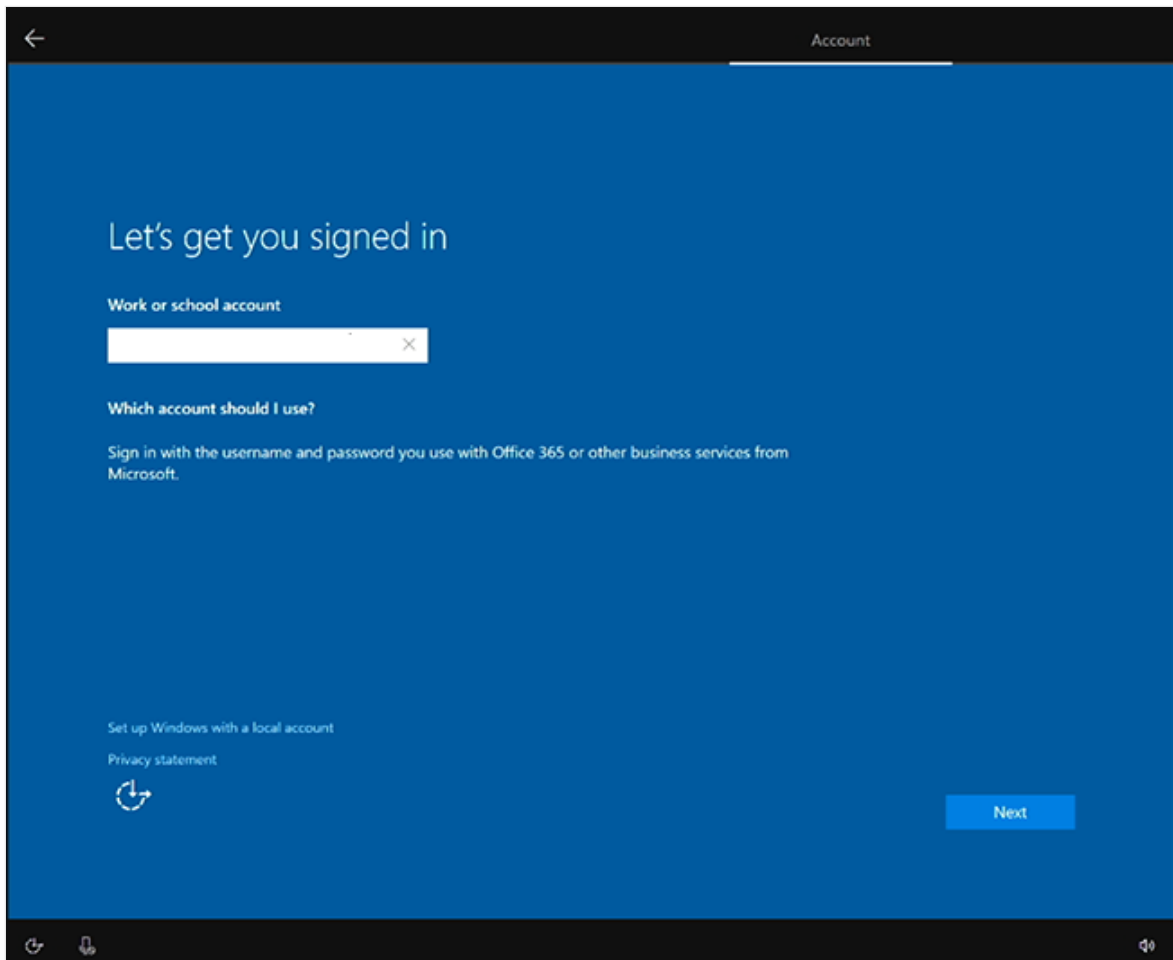 Account
Let's get you signed in
Work or school account
Which account should I use?
Sign in with the username and password you use with Office 365 or other business services from
Microsoft.
Set up Windows with a local account
Privacy statement
Next